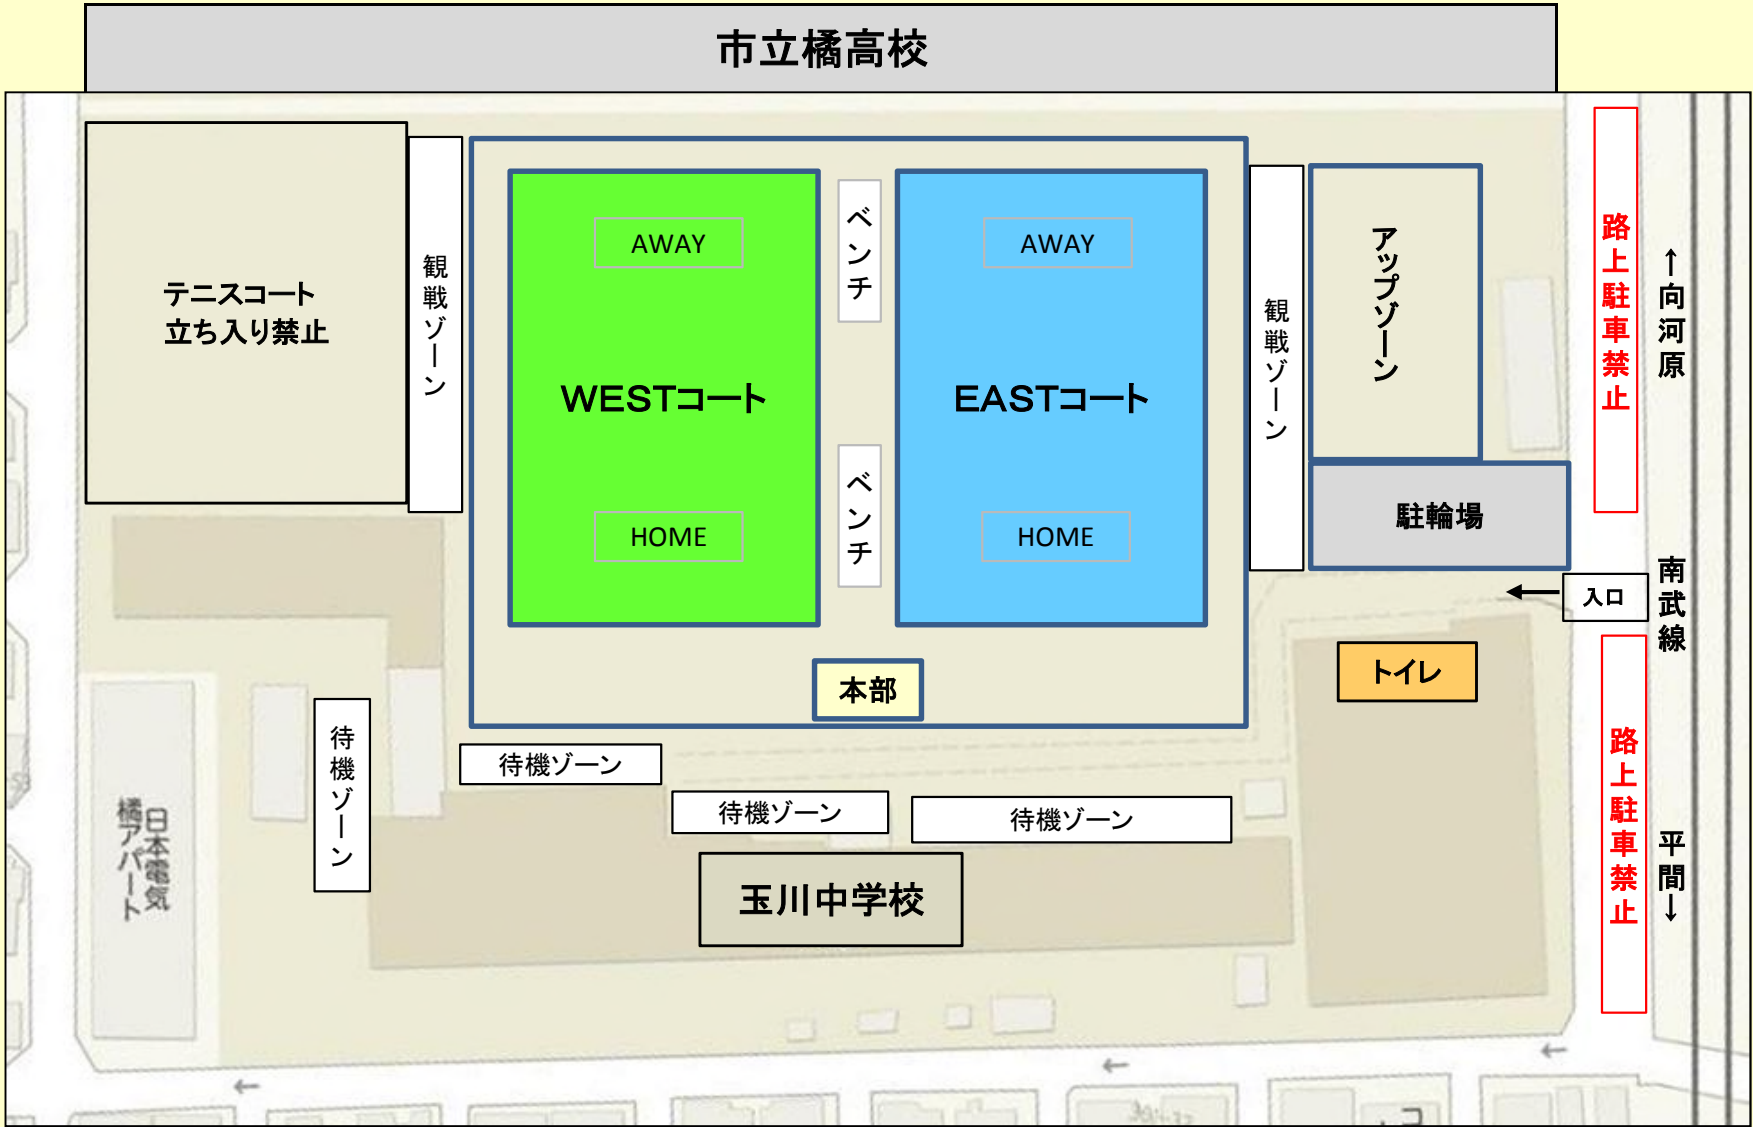 市立橘高校
テニスコート
立ち入り禁止
観戦ゾーン
AWAY
WESTコート
HOME
ベンチ
ベンチ
AWAY
EASTコート
HOME
観戦ゾーン
アップゾーン
駐輪場
路上駐車禁止
↑向河原
南武線
入口
←
トイレ
本部
待機ゾーン
待機ゾーン
待機ゾーン
待機ゾーン
玉川中学校
日本電気
橘アパート
路上駐車禁止
平間↓
←
←
←